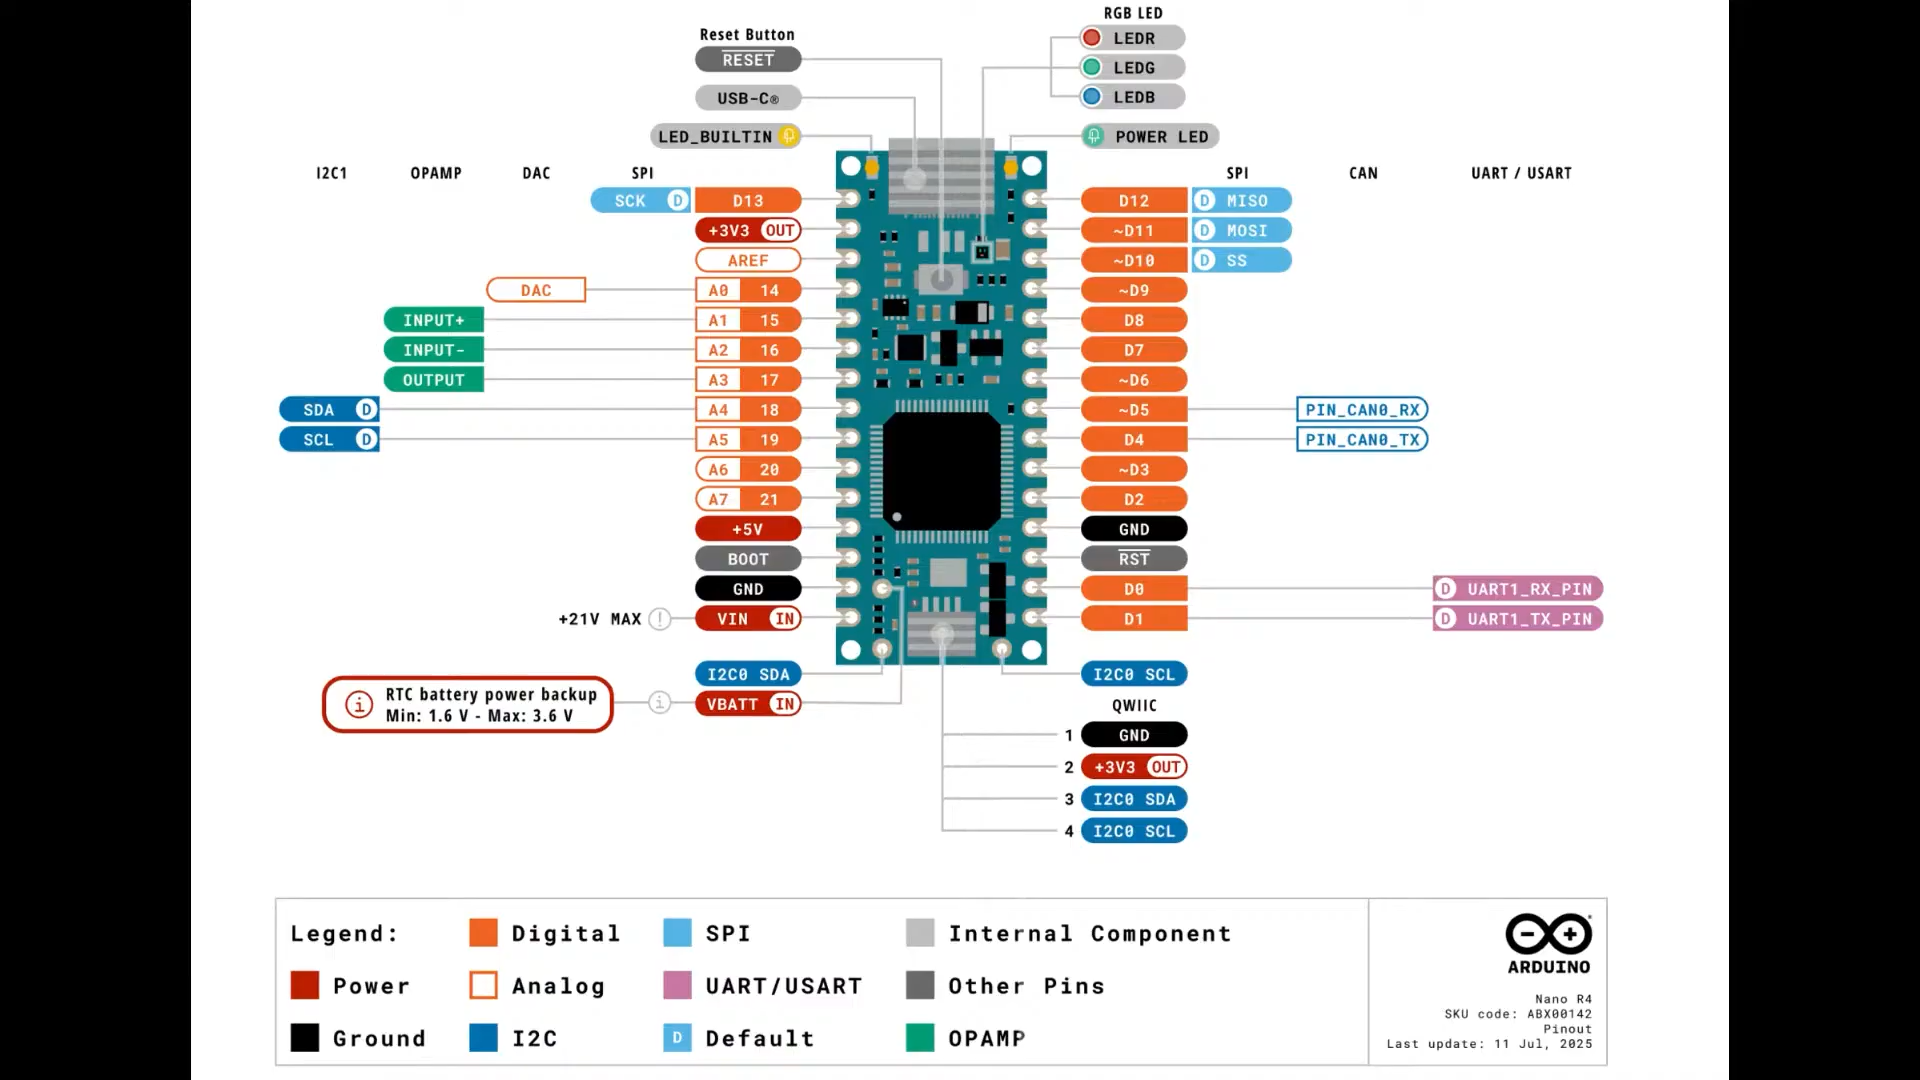 RGB LED
Reset Button
RESET
LEDR
LEDG
USB-C®
LEDB
LED_BUILTIN
POWER LED
I2C1 OPAMP DAC SPI
SPI CAN UART / USART
SCK D D13
D12 D MISO
+3V3 OUT
~D11 D MOSI
AREF
~D10 D SS
DAC A0 14
~D9
INPUT+ A1 15
D8
INPUT- A2 16
D7
OUTPUT A3 17
~D6
SDA D A4 18
~D5 PIN_CAN0_RX
SCL D A5 19
D4 PIN_CAN0_TX
A6 20
~D3
A7 21
D2
+5V
GND
BOOT
RST
GND
D0 D UART1_RX_PIN
+21V MAX ! VIN IN
D1 D UART1_TX_PIN
I2C0 SDA
I2C0 SCL
i RTC battery power backup
Min: 1.6 V - Max: 3.6 V
i VBATT IN
QWIIC
1 GND
2 +3V3 OUT
3 I2C0 SDA
4 I2C0 SCL
Legend:
Digital
SPI
Internal Component
Power
Analog
UART/USART
Other Pins
Ground
I2C
D Default
OPAMP
ARDUINO
Nano R4
SKU code: ABX00142
Pinout
Last update: 11 Jul, 2025